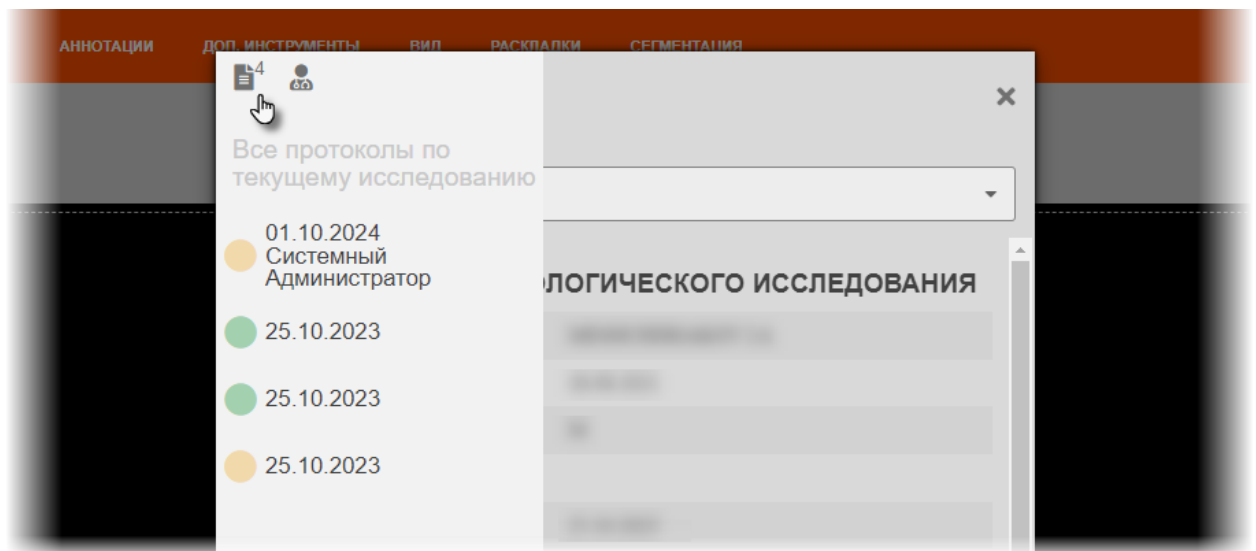 АННОТАЦИИ ДОП. ИНСТРУМЕНТЫ ВИД РАСКЛАДКИ СЕГМЕНТАЦИЯ
4
Все протоколы по
текущему исследованию
01.10.2024
Системный
Администратор
ЛОГИЧЕСКОГО ИССЛЕДОВАНИЯ
25.10.2023
25.10.2023
25.10.2023